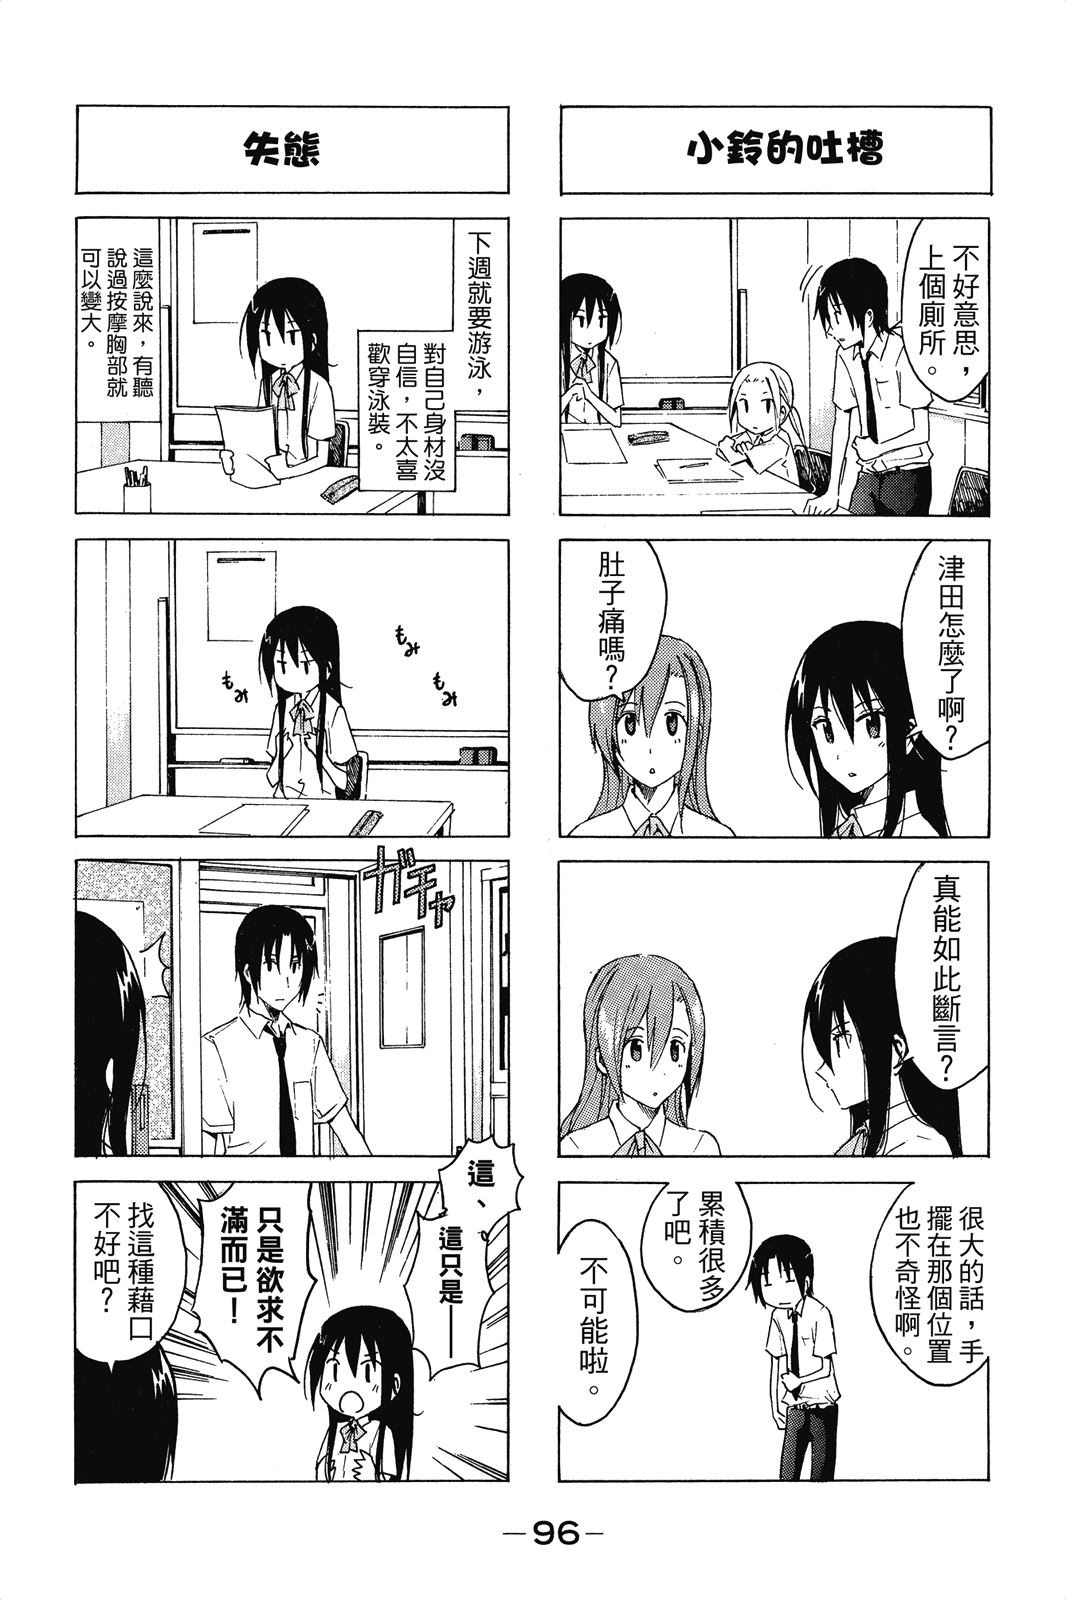 小鈴的吐槽
不好意思，
上個廁所。
津田怎麼了啊？
肚子痛嗎？
真能如此斷言？
很大的話，手
擺在那個位置
也不奇怪啊。
累積很多
了吧。
不可能啦。
失態
下週就要游泳，
對自己身材沒
自信，不太喜
歡穿泳裝。
這麼說來，有聽
說過按摩胸部就
可以變大。
もみ
もみ
もみ
ガチャ
這、
這只是——
只是欲求不
滿而已！
找這種藉口
不好吧？
—96—